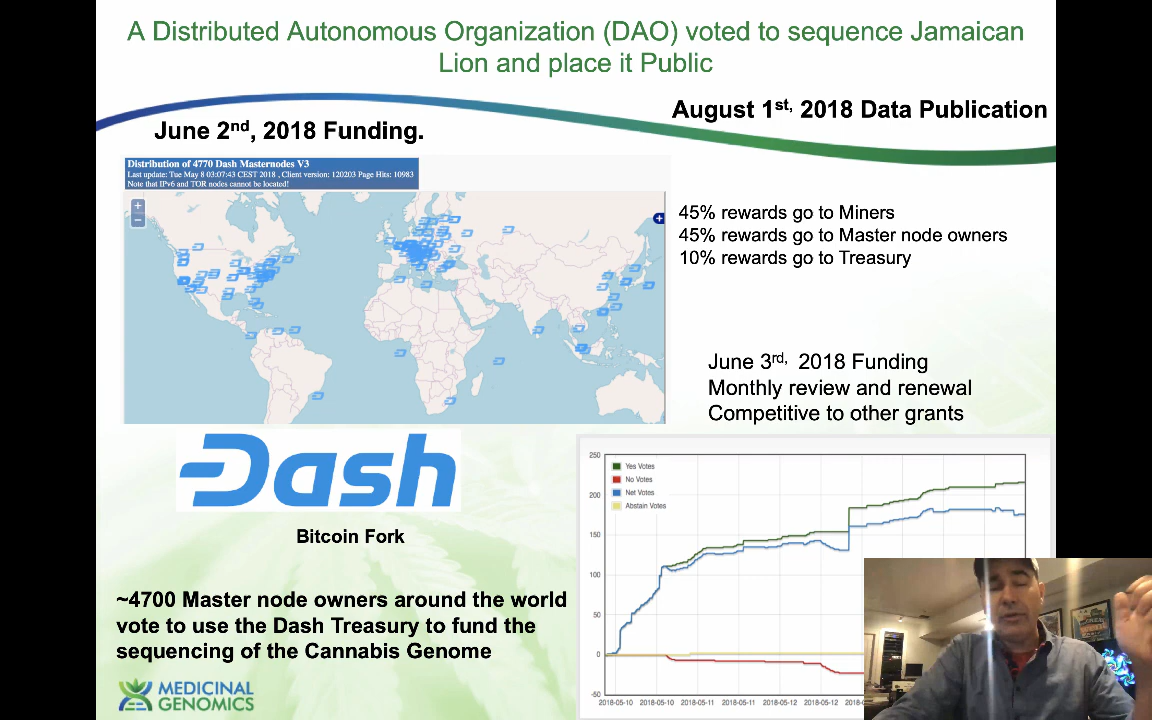 A Distributed Autonomous Organization (DAO) voted to sequence Jamaican
Lion and place it Public
August 1st, 2018 Data Publication
June 2nd, 2018 Funding.
Distribution of 4770 Dash Masternodes V3
Last update: Tue May 8 03:07:43 CEST 2018 , Client version: 120203 Page Hits: 10983
Note that IPv6 and TOR nodes cannot be located!
+
−
+
45% rewards go to Miners
45% rewards go to Master node owners
10% rewards go to Treasury
June 3rd, 2018 Funding
Monthly review and renewal
Competitive to other grants
Dash
Bitcoin Fork
~4700 Master node owners around the world
vote to use the Dash Treasury to fund the
sequencing of the Cannabis Genome
MEDICINAL
GENOMICS
250
200
150
100
50
0
-50
Yes Votes
No Votes
Net Votes
Abstain Votes
2018-05-10 2018-05-10 2018-05-11 2018-05-11 2018-05-12 2018-05-12